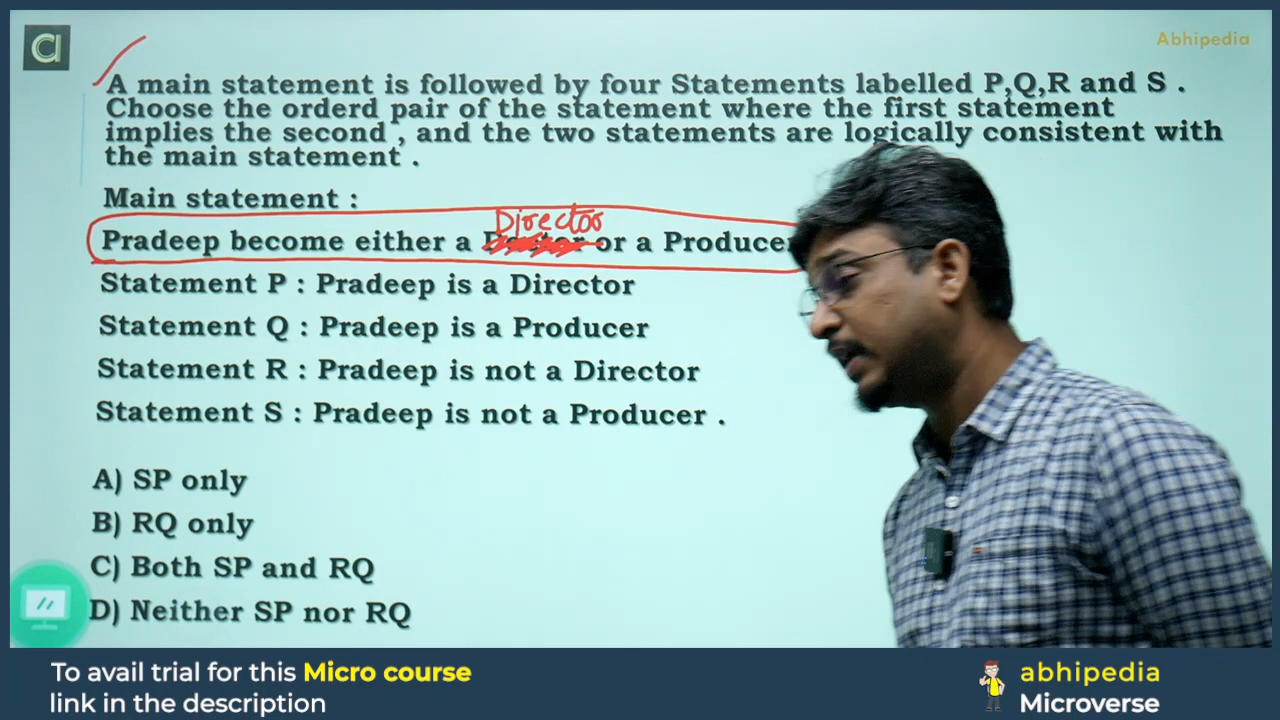 Abhipedia
A main statement is followed by four Statements labelled P,Q,R and S .
Choose the orderd pair of the statement where the first statement
implies the second , and the two statements are logically consistent with
the main statement .
Main statement :
Director
Pradeep become either a or a Producer
Statement P : Pradeep is a Director
Statement Q : Pradeep is a Producer
Statement R : Pradeep is not a Director
Statement S : Pradeep is not a Producer .
A) SP only
B) RQ only
C) Both SP and RQ
D) Neither SP nor RQ
To avail trial for this Micro course
link in the description
abhipedia
Microverse